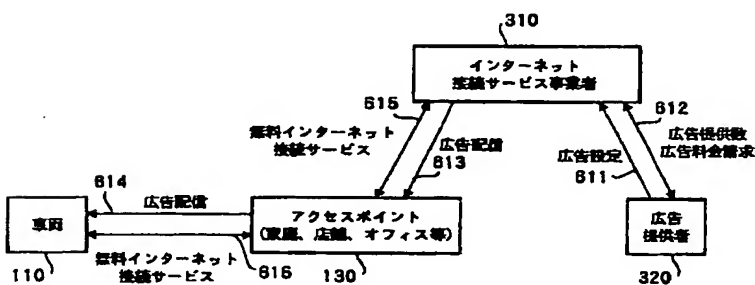 310
インターネット
接続サービス事業者
615
無料インターネット
接続サービス
広告配信
613
612
広告提供数
広告料金請求
広告設定
611
614
広告配信
車両
110
無料インターネット
接続サービス
616
アクセスポイント
(家庭、店舗、オフィス等)
130
広告
提供者
320